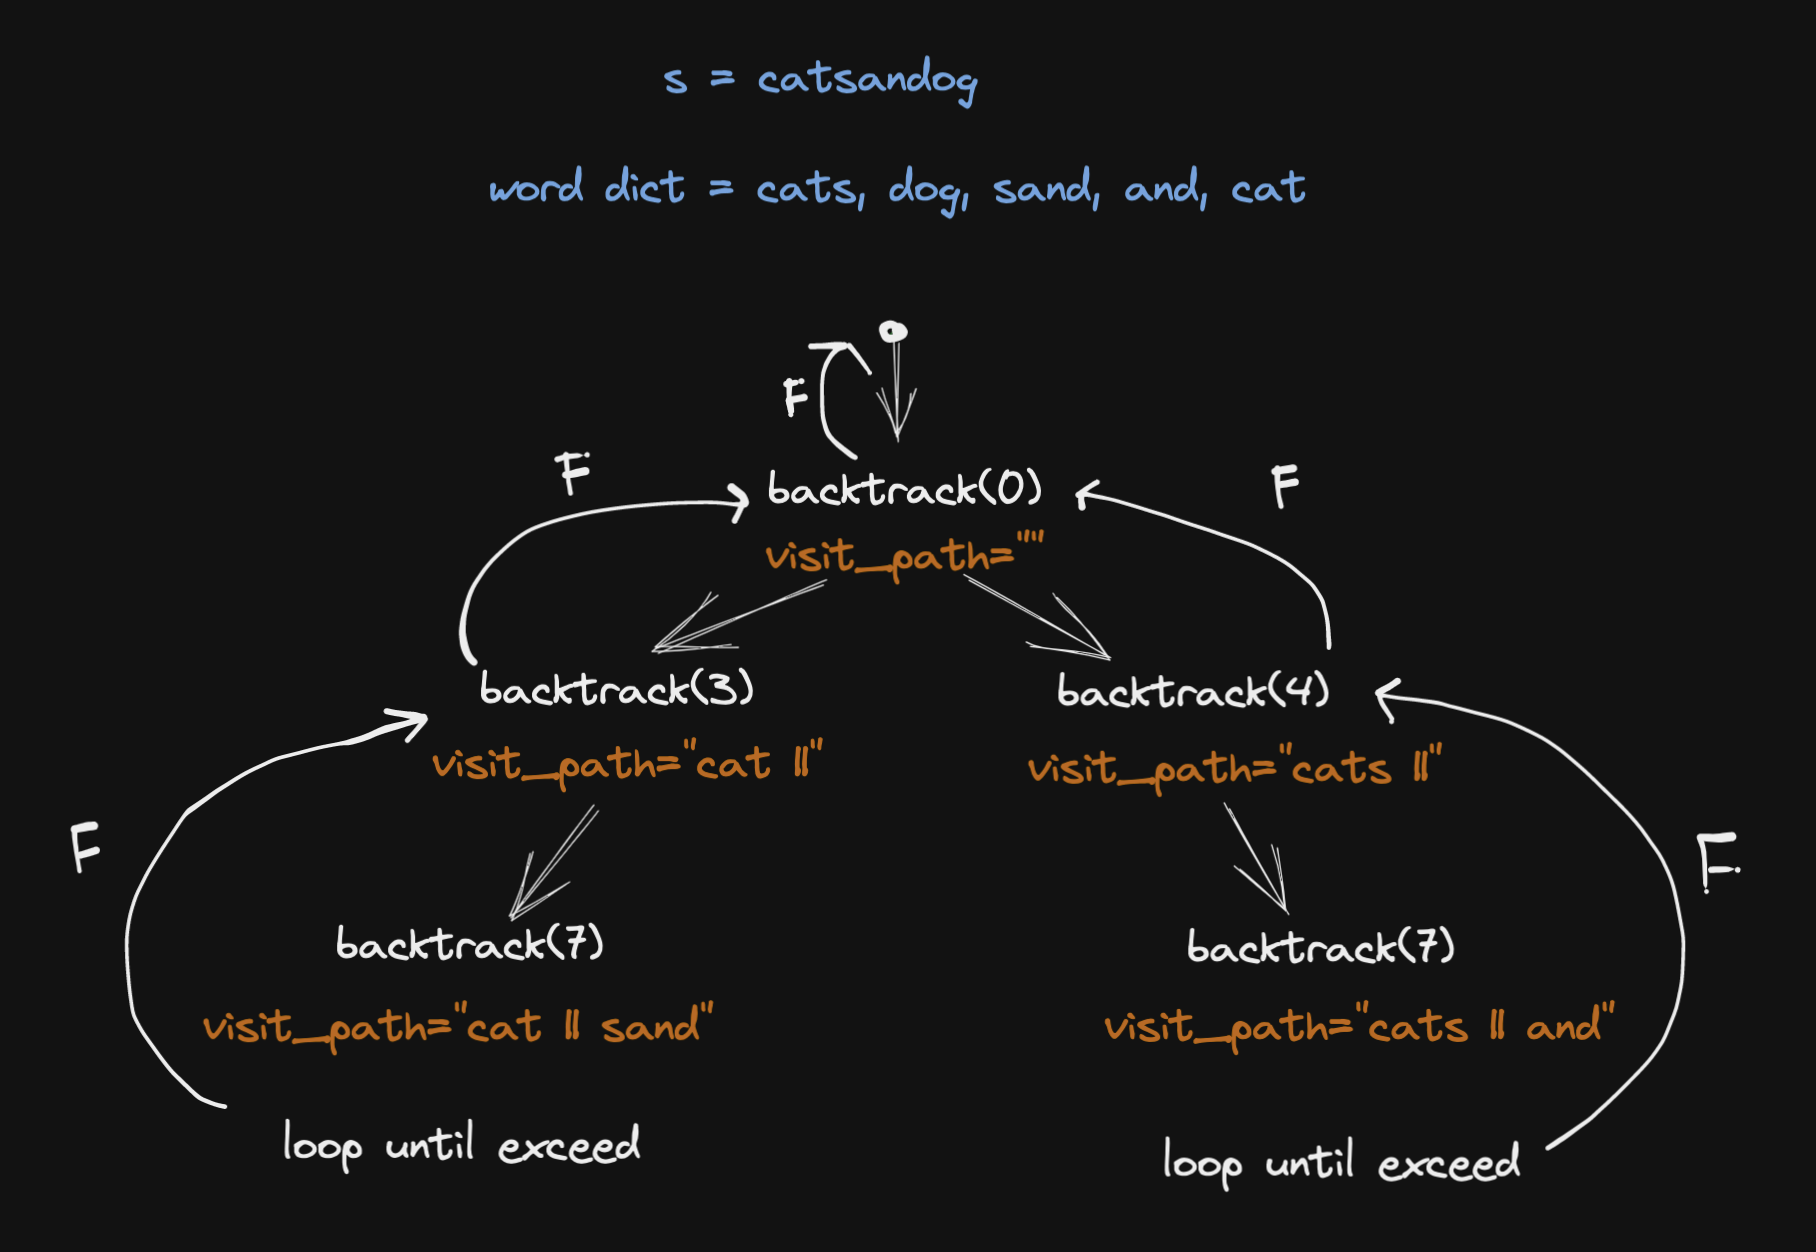 s = catsandog
word dict = cats, dog, sand, and, cat
F
F
F
backtrack(0)
visit_path=""
backtrack(3)
backtrack(4)
visit_path="cat ||"
visit_path="cats ||"
F
F
backtrack(7)
backtrack(7)
visit_path="cat || sand"
visit_path="cats || and"
loop until exceed
loop until exceed